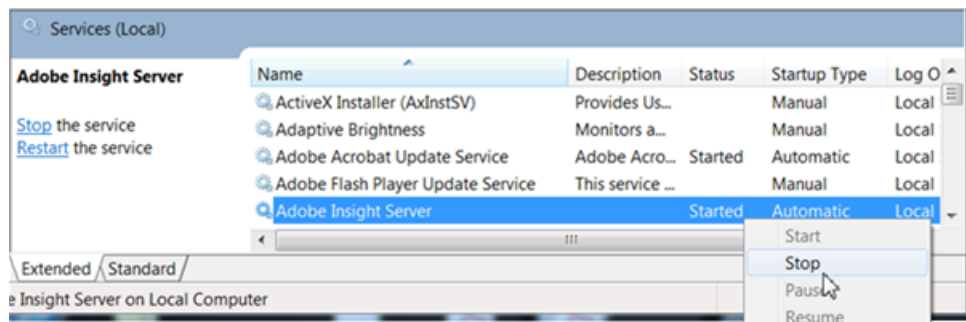 Services (Local)
Adobe Insight Server
Stop the service
Restart the service
Name Description Status Startup Type Log O
ActiveX Installer (AxInstSV) Provides Us... Manual Local
Adaptive Brightness Monitors a... Manual Local
Adobe Acrobat Update Service Adobe Acro... Started Automatic Local
Adobe Flash Player Update Service This service ... Manual Local
Adobe Insight Server Started Automatic Local
Start
Stop
Pause
Resume
Extended Standard
e Insight Server on Local Computer